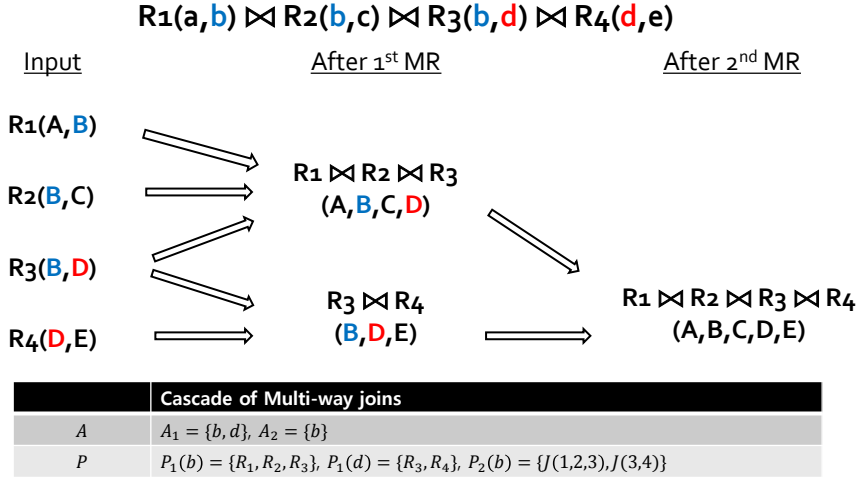 R1(a,b) ⋈ R2(b,c) ⋈ R3(b,d) ⋈ R4(d,e)
Input
After 1st MR
After 2nd MR
R1(A,B)
R2(B,C)
R3(B,D)
R4(D,E)
R1 ⋈ R2 ⋈ R3
(A,B,C,D)
R3 ⋈ R4
(B,D,E)
R1 ⋈ R2 ⋈ R3 ⋈ R4
(A,B,C,D,E)
Cascade of Multi-way joins
A A₁ = {b, d}, A₂ = {b}
P P₁(b) = {R₁, R₂, R₃}, P₁(d) = {R₃, R₄}, P₂(b) = {J(1,2,3), J(3,4)}